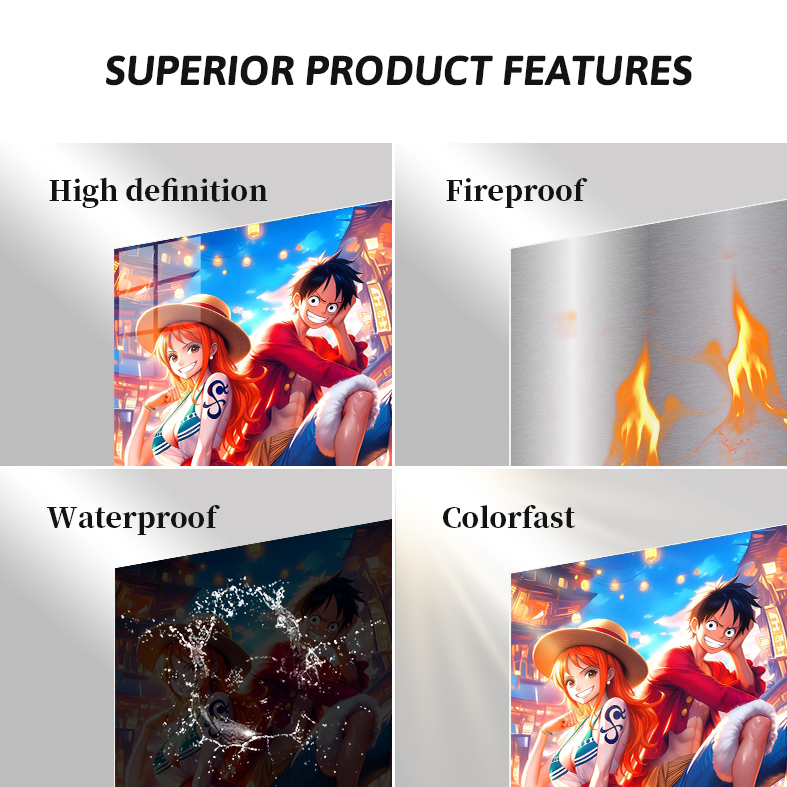 SUPERIOR PRODUCT FEATURES
High definition
Fireproof
Waterproof
Colorfast